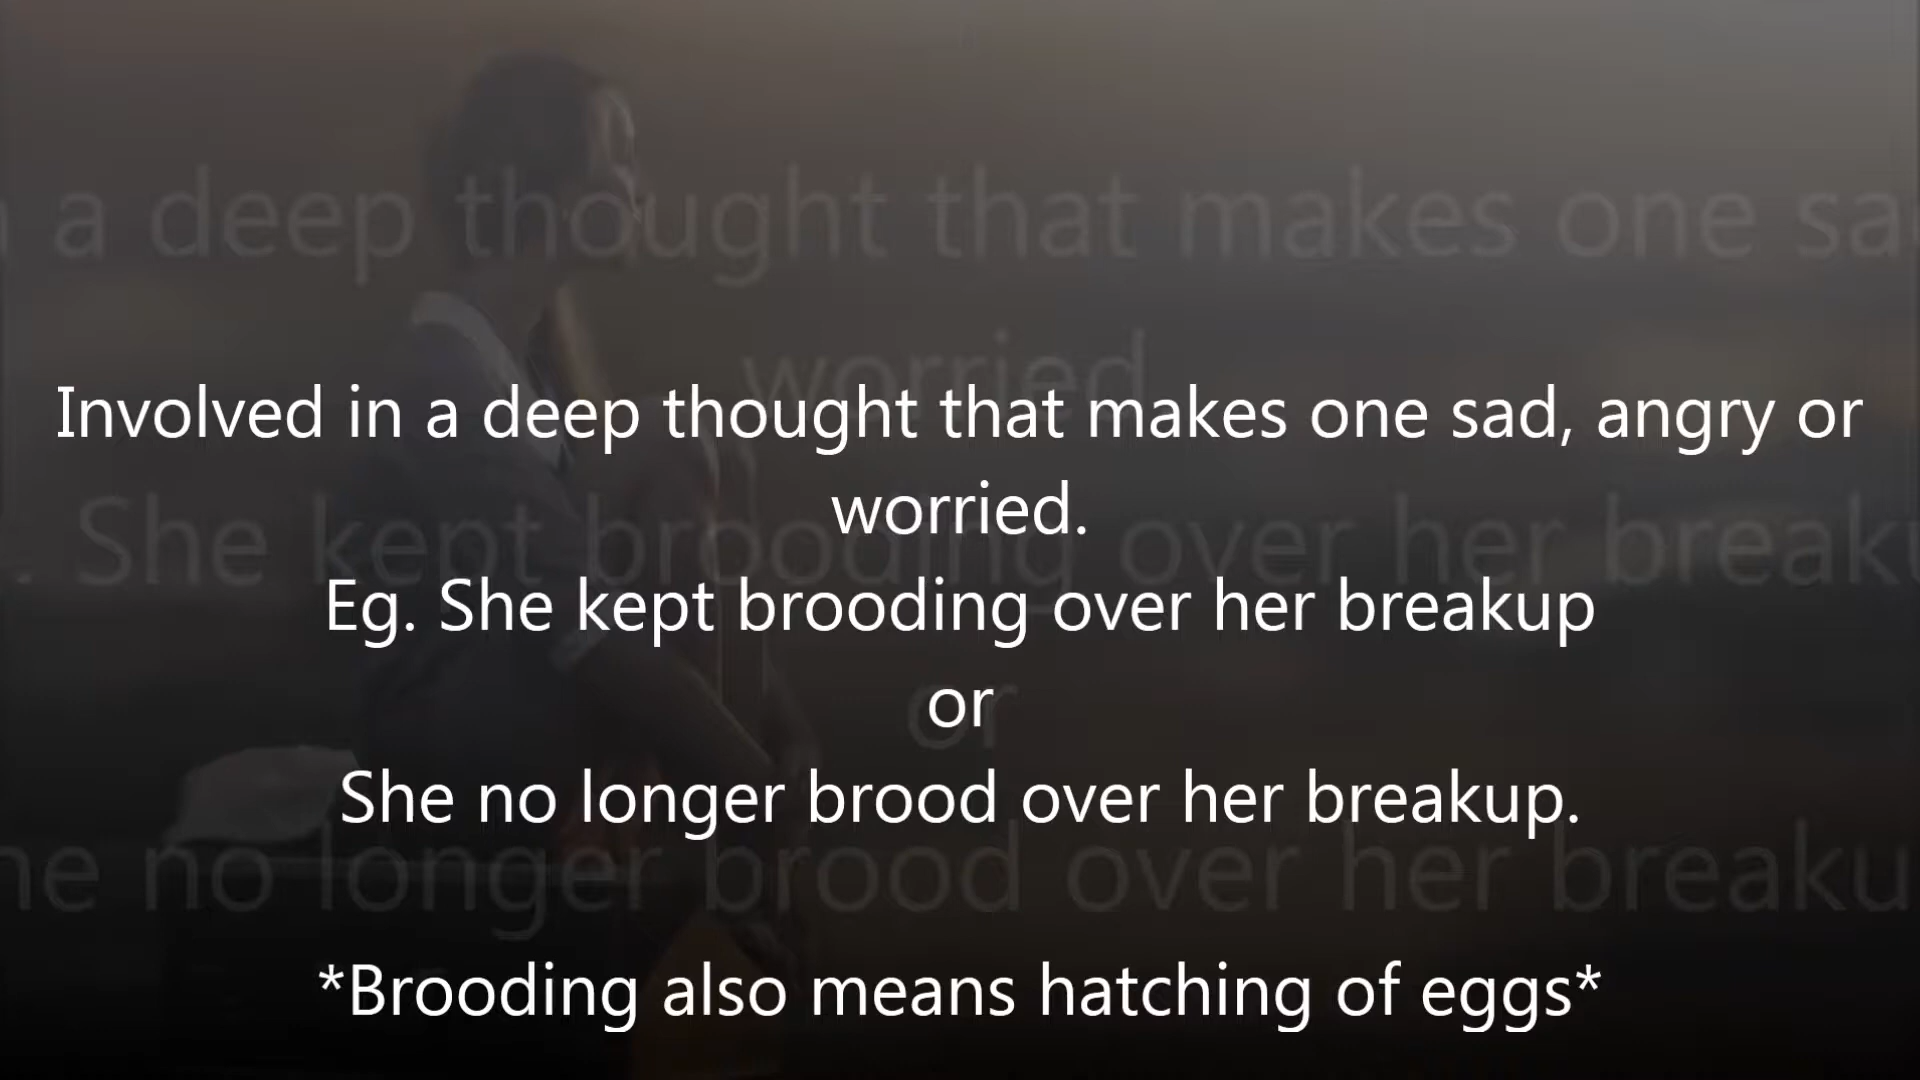 Involved in a deep thought that makes one sad, angry or
worried.
Eg. She kept brooding over her breakup
or
She no longer brood over her breakup.
*Brooding also means hatching of eggs*